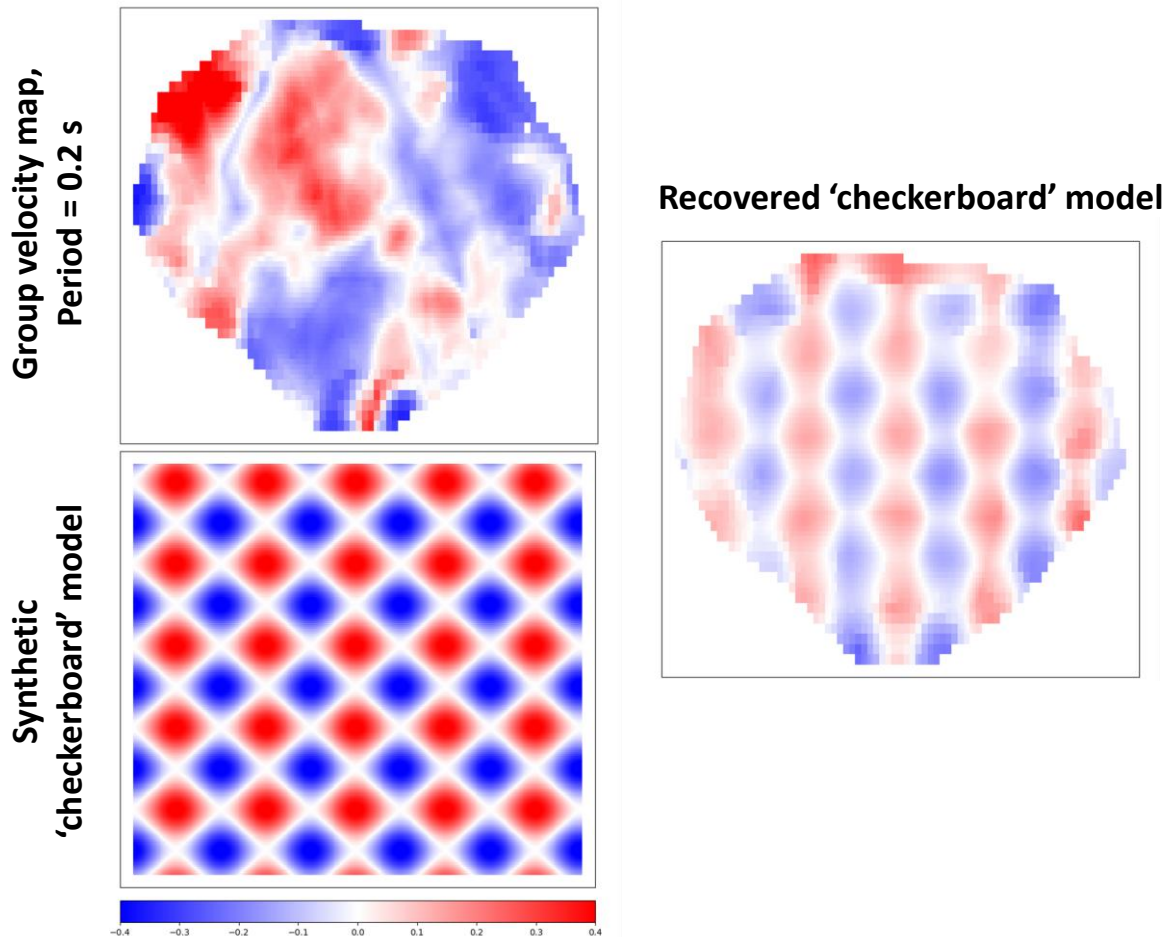 Group velocity map,
Period = 0.2 s
Recovered ‘checkerboard’ model
Synthetic
‘checkerboard’ model
−0.4 −0.3 −0.2 −0.1 0.0 0.1 0.2 0.3 0.4